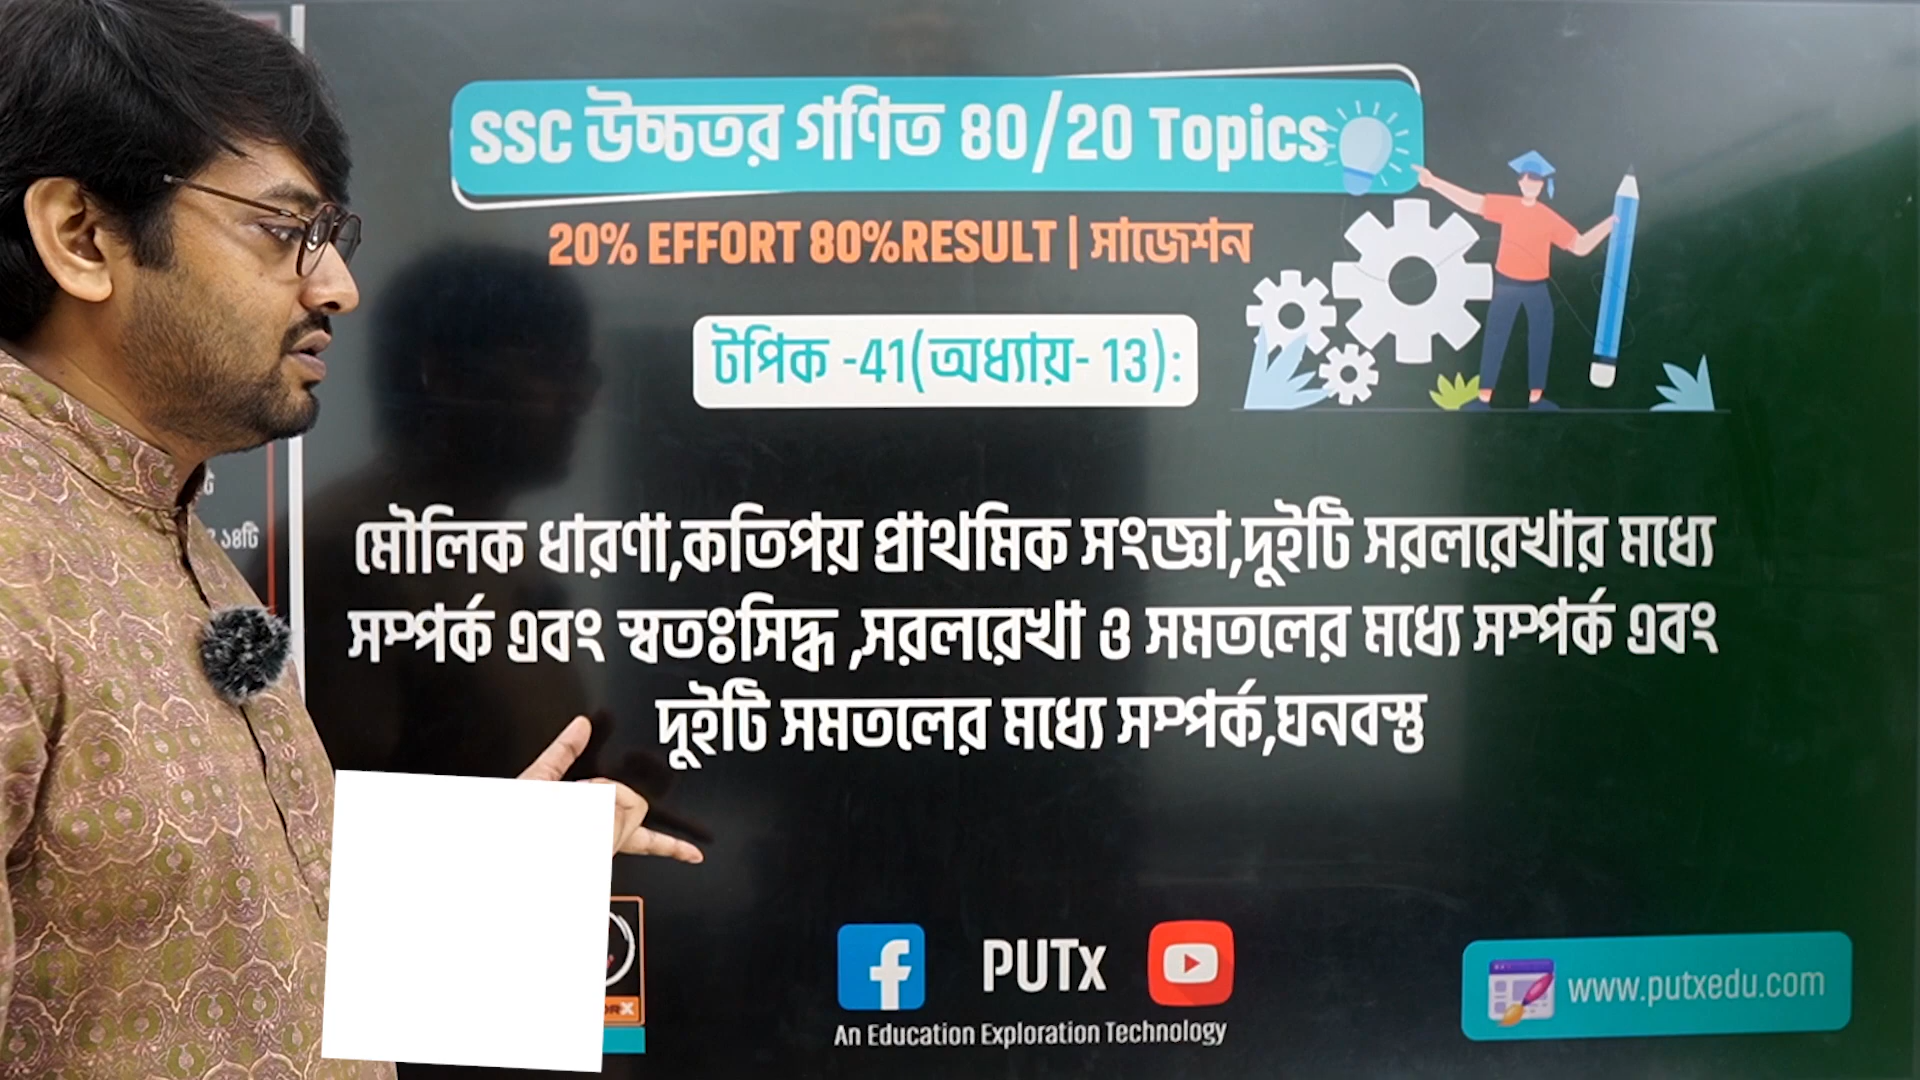 SSC উচ্চতর গণিত 80/20 Topics
20% EFFORT 80%RESULT | সাজেশন
টপিক -41(অধ্যায়- 13):
মৌলিক ধারণা,কতিপয় প্রাথমিক সংজ্ঞা,দুইটি সরলরেখার মধ্যে
সম্পর্ক এবং স্বতঃসিদ্ধ ,সরলরেখা ও সমতলের মধ্যে সম্পর্ক এবং
দুইটি সমতলের মধ্যে সম্পর্ক,ঘনবস্তু
১৪টি
PUTx
An Education Exploration Technology
www.putxedu.com